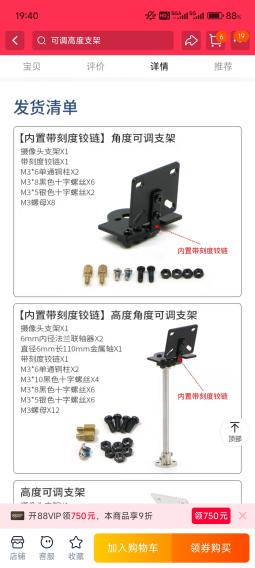 19:40
88%
可调高度支架
6
19
宝贝
评价
详情
推荐
发货清单
【内置带刻度铰链】角度可调支架
摄像头支架X1
带刻度铰链X1
M3*6单通铜柱X2
M3*8黑色十字螺丝X6
M3*5银色十字螺丝X2
M3螺母X8
内置带刻度铰链
【内置带刻度铰链】高度角度可调支架
摄像头支架X1
6mm内径法兰联轴器X2
直径6mm长110mm金属轴X1
带刻度铰链X1
M3*6单通铜柱X2
M3*10黑色十字螺丝X4
M3*8黑色十字螺丝X6
M3*5银色十字螺丝X6
M3螺母X12
内置带刻度铰链
顶部
高度可调支架
开88VIP领750元，本商品享9折
领750元
店铺
客服
收藏
加入购物车
领券购买